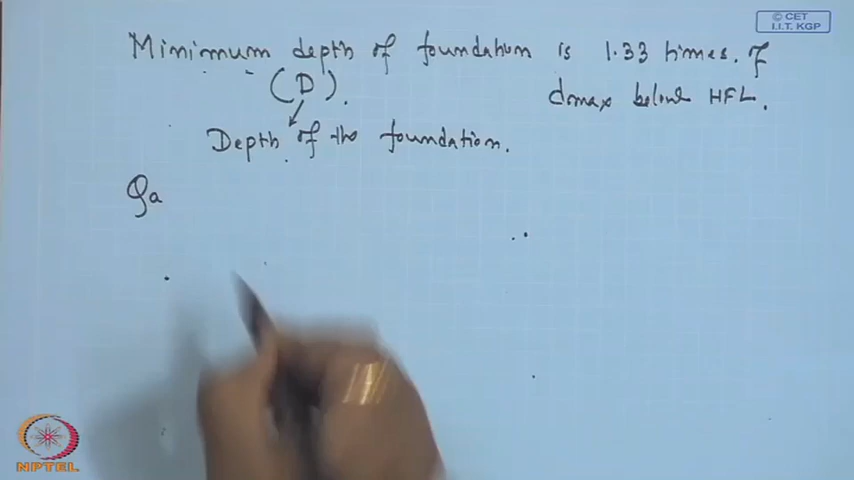 © CET
I.I.T. KGP
Minimum depth of foundation is 1.33 times of
(D). dsmax below HFL.
Depth of the foundation.
Qa
NPTEL